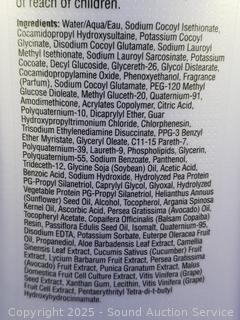 of reach of children.
Ingredients: Water/Aqua/Eau, Sodium Cocoyl Isethionate,
Cocamidopropyl Hydroxysultaine, Potassium Cocoyl
Glycinate, Disodium Cocoyl Glutamate, Sodium Lauroyl
Methyl Isethionate, Sodium Lauroyl Sarcosinate, Potassium
Cocoate, Decyl Glucoside, Glycereth-26, Glycol Distearate,
Cocamidopropylamine Oxide, Phenoxyethanol, Fragrance
(Parfum), Sodium Cocoyl Glutamate, PEG-120 Methyl
Glucose Dioleate, Methyl Gluceth-20, Quaternium-91,
Amodimethicone, Acrylates Copolymer, Citric Acid,
Polyquaternium-10, Dicaprylyl Ether, Guar
Hydroxypropyltrimonium Chloride, Chlorphenesin,
Trisodium Ethylenediamine Disuccinate, PPG-3 Benzyl
Ether Myristate, Glyceryl Oleate, C11-15 Pareth-7,
Polyquaternium-39, Laureth-9, Phospholipids, Glycerin,
Polyquaternium-55, Sodium Benzoate, Panthenol,
Trideceth-12, Glycine Soja (Soybean) Oil, Acetic Acid,
Benzoic Acid, Sodium Hydroxide, Hydrolyzed Pea Protein
PG-Propyl Silanetriol, Caprylyl Glycol, Glyoxal, Hydrolyzed
Vegetable Protein PG-Propyl Silanetriol, Helianthus Annuus
(Sunflower) Seed Oil, Alcohol, Tocopherol, Argania Spinosa
Kernel Oil, Ascorbic Acid, Persea Gratissima (Avocado) Oil,
Tocopheryl Acetate, Copaifera Officinalis (Balsam Copaiba)
Resin, Passiflora Edulis Seed Oil, Isomalt, Quaternium-95,
Disodium EDTA, Potassium Sorbate, Euterpe Oleracea Fruit
Oil, Propanediol, Aloe Barbadensis Leaf Extract, Camellia
Sinensis Leaf Extract, Cucumis Sativus (Cucumber) Fruit
Extract, Lycium Barbarum Fruit Extract, Persea Gratissima
(Avocado) Fruit Extract, Punica Granatum Extract, Malus
Domestica Fruit Cell Culture Extract, Vitis Vinifera (Grape)
Seed Extract, Xanthan Gum, Lecithin, Vitis Vinifera (Grape)
Fruit Cell Extract, Pentaerythrityl Tetra-di-t-butyl
Hydroxyhydrocinnamate.
Copyright 2025 - Sound Auction Service